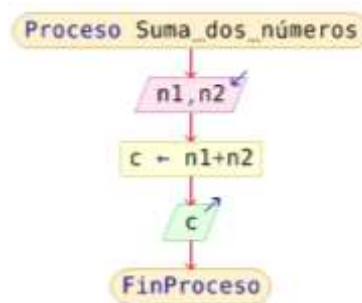 Proceso Suma_dos_números
n1,n2
c ← n1+n2
c
FinProceso